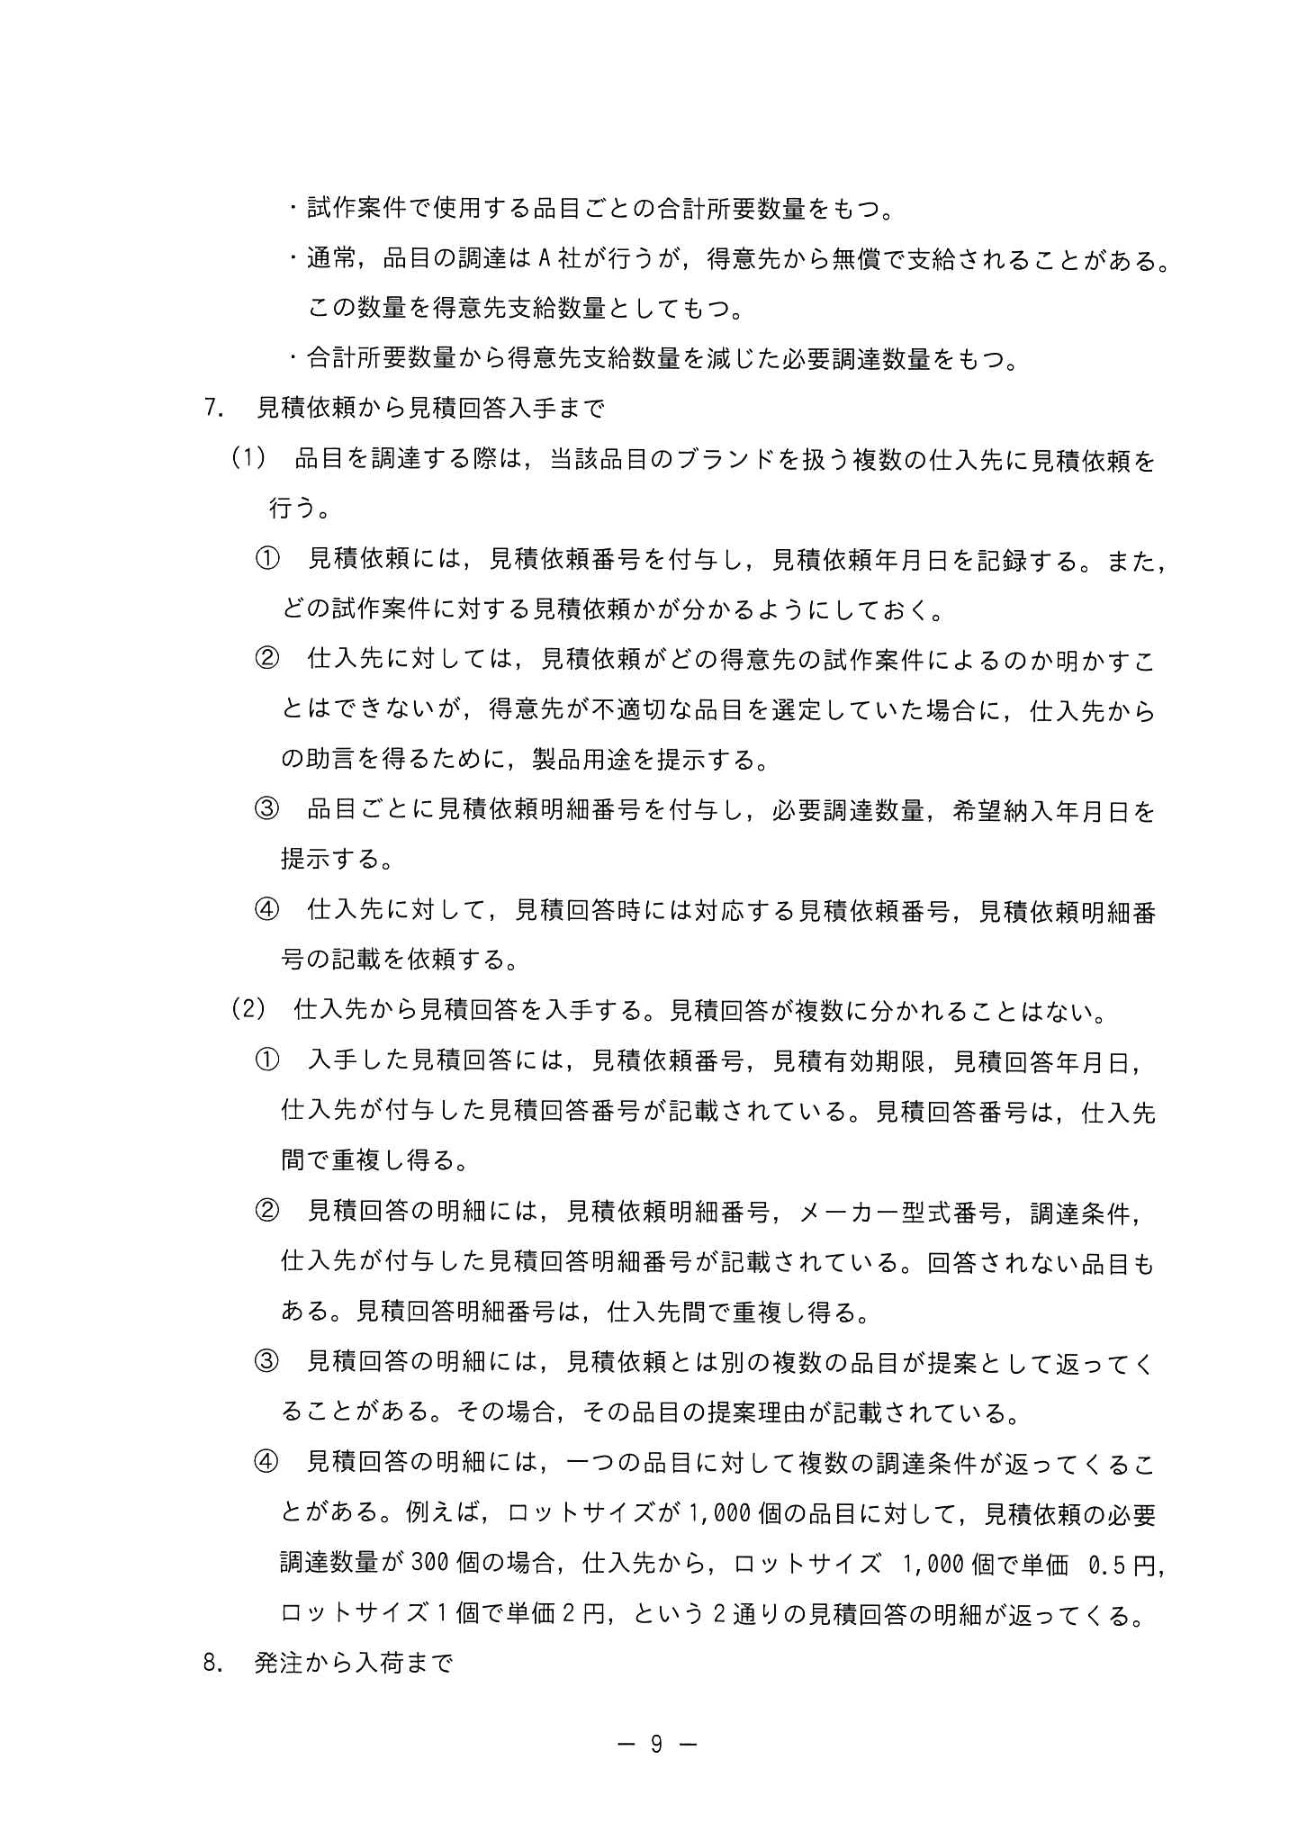 ・試作案件で使用する品目ごとの合計所要数量をもつ。
・通常，品目の調達は A 社が行うが，得意先から無償で支給されることがある。
この数量を得意先支給数量としてもつ。
・合計所要数量から得意先支給数量を減じた必要調達数量をもつ。
7. 見積依頼から見積回答入手まで
(1) 品目を調達する際は，当該品目のブランドを扱う複数の仕入先に見積依頼を
行う。
① 見積依頼には，見積依頼番号を付与し，見積依頼年月日を記録する。また，
どの試作案件に対する見積依頼かが分かるようにしておく。
② 仕入先に対しては，見積依頼がどの得意先の試作案件によるのか明かすこ
とはできないが，得意先が不適切な品目を選定していた場合に，仕入先から
の助言を得るために，製品用途を提示する。
③ 品目ごとに見積依頼明細番号を付与し，必要調達数量，希望納入年月日を
提示する。
④ 仕入先に対して，見積回答時には対応する見積依頼番号，見積依頼明細番
号の記載を依頼する。
(2) 仕入先から見積回答を入手する。見積回答が複数に分かれることはない。
① 入手した見積回答には，見積依頼番号，見積有効期限，見積回答年月日，
仕入先が付与した見積回答番号が記載されている。見積回答番号は，仕入先
間で重複し得る。
② 見積回答の明細には，見積依頼明細番号，メーカー型式番号，調達条件，
仕入先が付与した見積回答明細番号が記載されている。回答されない品目も
ある。見積回答明細番号は，仕入先間で重複し得る。
③ 見積回答の明細には，見積依頼とは別の複数の品目が提案として返ってく
ることがある。その場合，その品目の提案理由が記載されている。
④ 見積回答の明細には，一つの品目に対して複数の調達条件が返ってくるこ
とがある。例えば，ロットサイズが 1,000 個の品目に対して，見積依頼の必要
調達数量が 300 個の場合，仕入先から，ロットサイズ 1,000 個で単価 0.5 円，
ロットサイズ 1 個で単価 2 円，という 2 通りの見積回答の明細が返ってくる。
8. 発注から入荷まで
－ 9 －